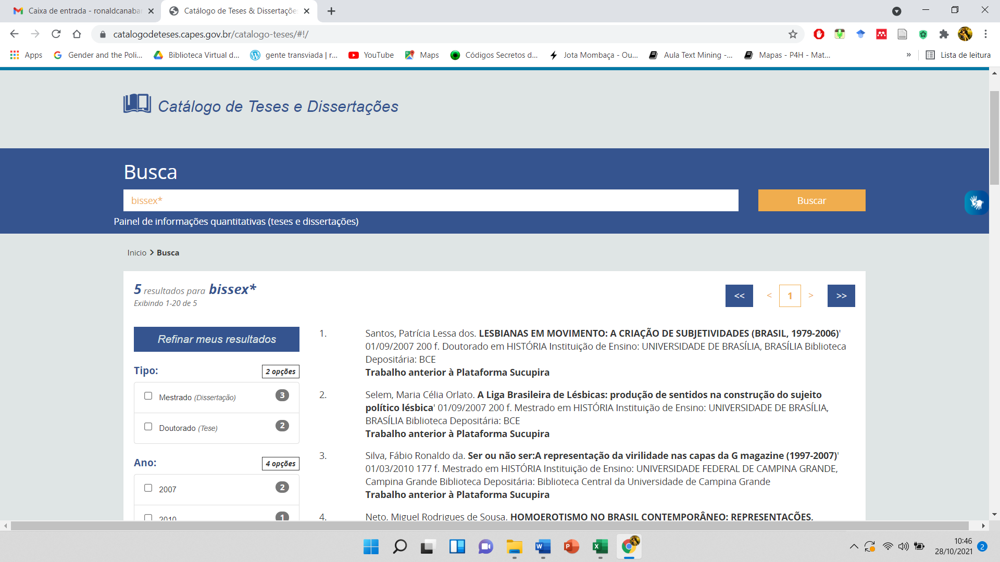 Caixa de entrada - ronaldcanabar
Catálogo de Teses & Dissertaçõe
catalogodeteses.capes.gov.br/catalogo-teses/#!/
Apps
Gender and the Poli...
Biblioteca Virtual d...
gente transviada | r...
YouTube
Maps
Códigos Secretos d...
Jota Mombaça - Ou...
Aula Text Mining -...
Mapas - P4H - Mat...
»
Lista de leitura
Catálogo de Teses e Dissertações
Busca
bissex*
Buscar
Painel de informações quantitativas (teses e dissertações)
Inicio > Busca
5 resultados para bissex*
Exibindo 1-20 de 5
<< < 1 > >>
Refinar meus resultados
Tipo:
2 opções
Mestrado (Dissertação)
3
Doutorado (Tese)
2
Ano:
4 opções
2007
2
2010
1
1.
Santos, Patrícia Lessa dos. LESBIANAS EM MOVIMENTO: A CRIAÇÃO DE SUBJETIVIDADES (BRASIL, 1979-2006)'
01/09/2007 200 f. Doutorado em HISTÓRIA Instituição de Ensino: UNIVERSIDADE DE BRASÍLIA, BRASÍLIA Biblioteca
Depositária: BCE
Trabalho anterior à Plataforma Sucupira
2.
Selem, Maria Célia Orlato. A Liga Brasileira de Lésbicas: produção de sentidos na construção do sujeito
político lésbica' 01/09/2007 200 f. Mestrado em HISTÓRIA Instituição de Ensino: UNIVERSIDADE DE BRASÍLIA,
BRASÍLIA Biblioteca Depositária: BCE
Trabalho anterior à Plataforma Sucupira
3.
Silva, Fábio Ronaldo da. Ser ou não ser:A representação da virilidade nas capas da G magazine (1997-2007)'
01/03/2010 177 f. Mestrado em HISTÓRIA Instituição de Ensino: UNIVERSIDADE FEDERAL DE CAMPINA GRANDE,
Campina Grande Biblioteca Depositária: Biblioteca Central da Universidade de Campina Grande
Trabalho anterior à Plataforma Sucupira
4.
Neto, Miguel Rodrigues de Sousa. HOMOEROTISMO NO BRASIL CONTEMPORÂNEO: REPRESENTAÇÕES,
W
P
X
10:46
28/10/2021
2